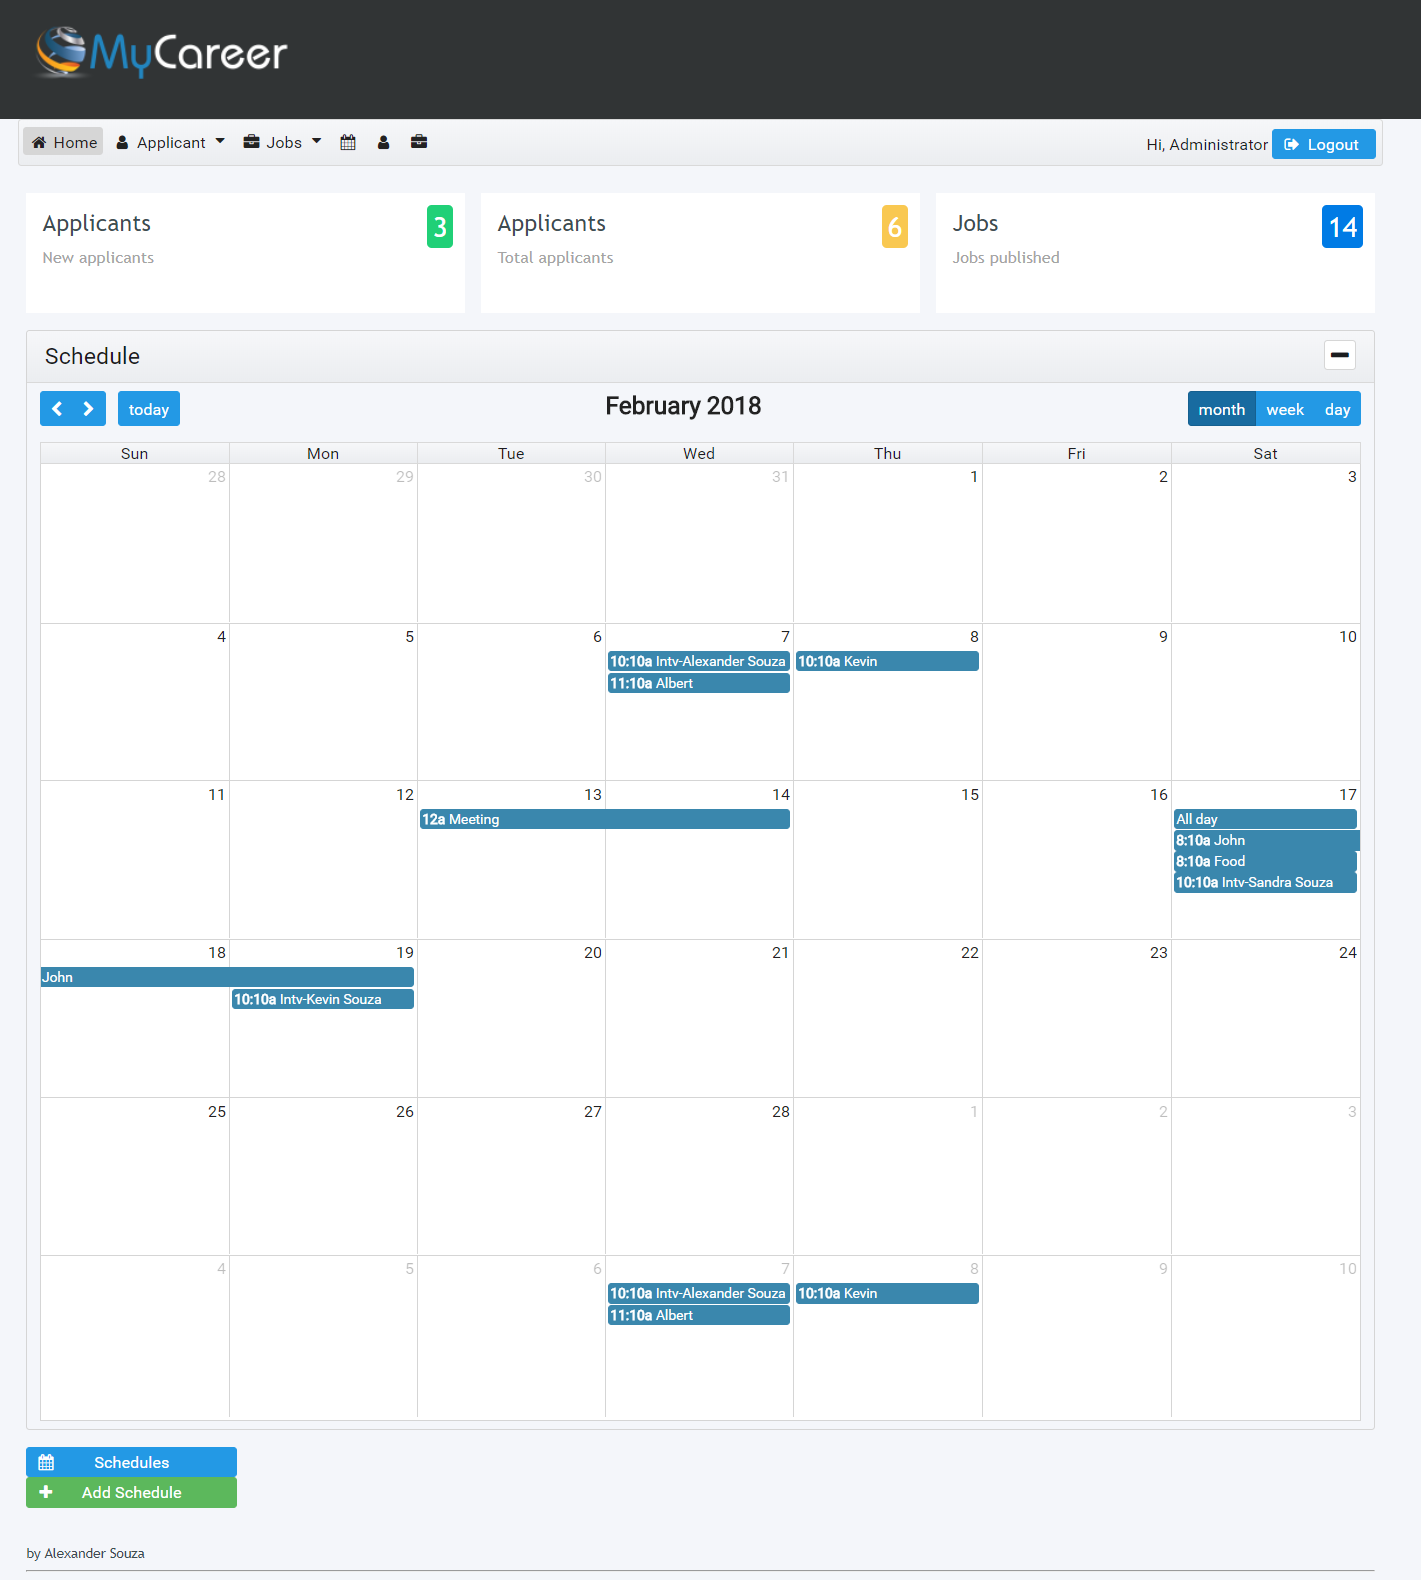 MyCareer
Home Applicant Jobs Hi, Administrator Logout
Applicants 3
New applicants
Applicants 6
Total applicants
Jobs 14
Jobs published
Schedule
today February 2018 month week day
Sun Mon Tue Wed Thu Fri Sat
28 29 30 31 1 2 3
4 5 6 7 8 9 10
10:10a Intv-Alexander Souza 10:10a Kevin
11:10a Albert
11 12 13 14 15 16 17
12a Meeting All day
8:10a John
8:10a Food
10:10a Intv-Sandra Souza
18 19 20 21 22 23 24
John
10:10a Intv-Kevin Souza
25 26 27 28 1 2 3
4 5 6 7 8 9 10
10:10a Intv-Alexander Souza 10:10a Kevin
11:10a Albert
Schedules
Add Schedule
by Alexander Souza